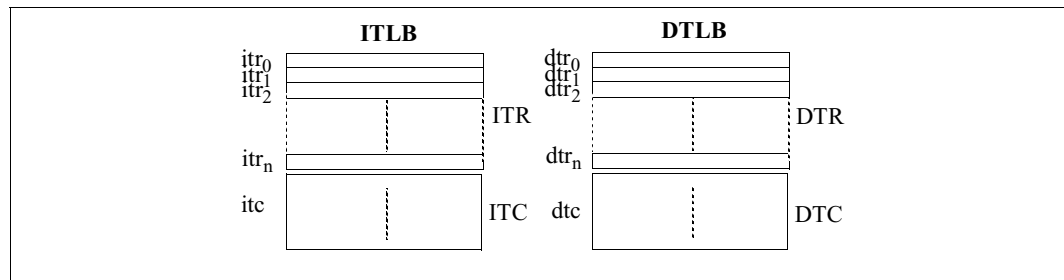 ITLB
itr0
itr1
itr2
ITR
itrn
itc
ITC
DTLB
dtr0
dtr1
dtr2
DTR
dtrn
dtc
DTC